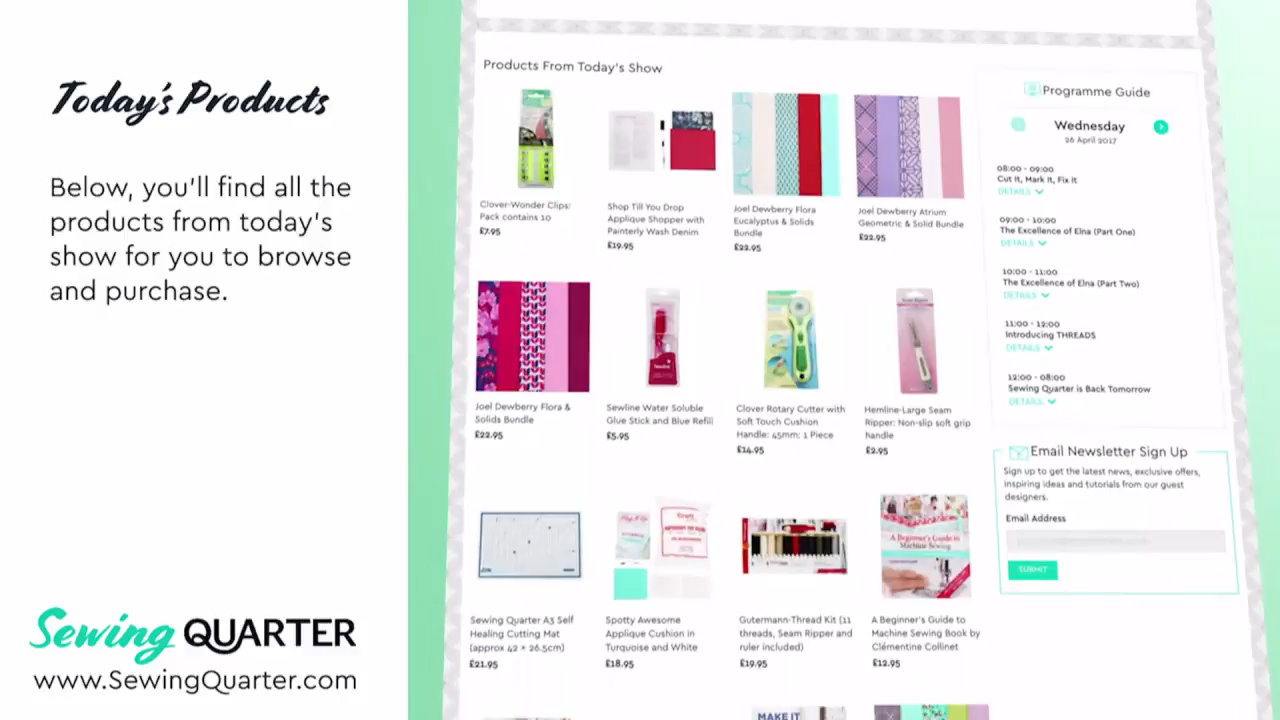 Today's Products
Below, you'll find all the
products from today's
show for you to browse
and purchase.
Sewing QUARTER
www.SewingQuarter.com
Products From Today's Show
Clover-Wonder Clips:
Pack contains 10
£7.95
Shop Till You Drop
Applique Shopper with
Painterly Wash Denim
£19.95
Joel Dewberry Flora
Eucalyptus & Solids
Bundle
£22.95
Joel Dewberry Atrium
Geometric & Solid Bundle
£22.95
Joel Dewberry Flora &
Solids Bundle
£22.95
Sewline Water Soluble
Glue Stick and Blue Refill
£5.95
Clover Rotary Cutter with
Soft Touch Cushion
Handle: 45mm: 1 Piece
£14.95
Hemline-Large Seam
Ripper: Non-slip soft grip
handle
£2.95
A Beginner's Guide to
Machine Sewing
Sewing Quarter A3 Self
Healing Cutting Mat
(approx 42 × 26.5cm)
£21.95
Spotty Awesome
Applique Cushion in
Turquoise and White
£18.95
Gutermann-Thread Kit (11
threads, Seam Ripper and
ruler included)
£19.95
A Beginner's Guide to
Machine Sewing Book by
Clémentine Collinet
£12.95
MAKE IT
Programme Guide
Wednesday
26 April 2017
08:00 - 09:00
Cut It, Mark It, Fix It
DETAILS
09:00 - 10:00
The Excellence of Elna (Part One)
DETAILS
10:00 - 11:00
The Excellence of Elna (Part Two)
DETAILS
11:00 - 12:00
Introducing THREADS
DETAILS
12:00 - 08:00
Sewing Quarter is Back Tomorrow
DETAILS
Email Newsletter Sign Up
Sign up to get the latest news, exclusive offers,
inspiring ideas and tutorials from our guest
designers.
Email Address
SUBMIT